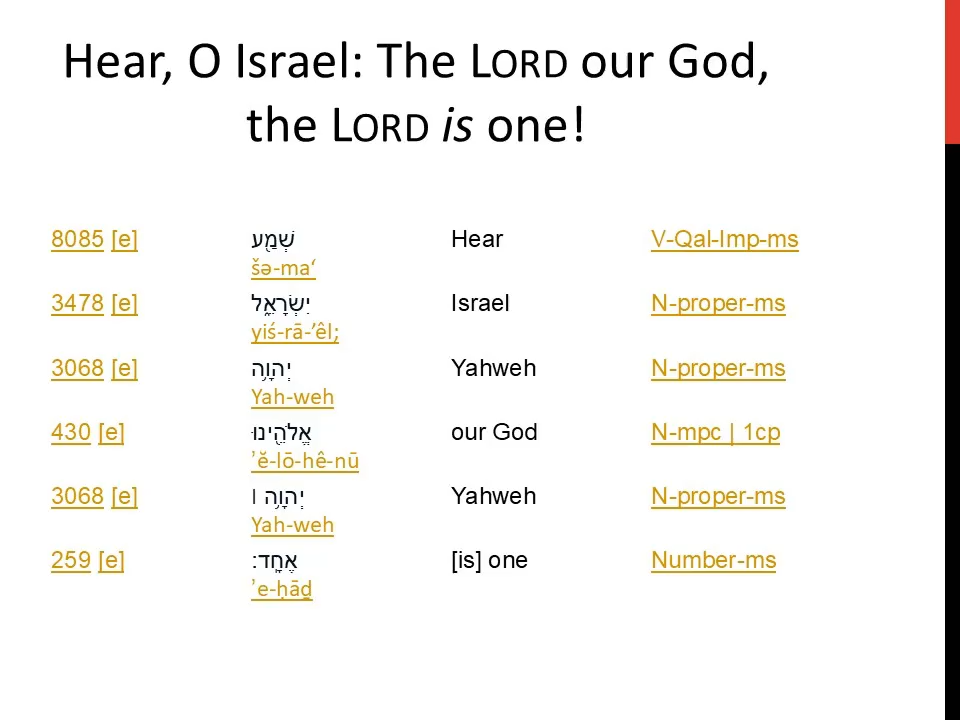 Hear, O Israel: The LORD our God,
the LORD is one!
8085 [e] שְׁמַ֖ע Hear V-Qal-Imp-ms
šə-ma‘
3478 [e] יִשְׂרָאֵ֑ל Israel N-proper-ms
yiś-rā-’êl;
3068 [e] יְהוָ֥ה Yahweh N-proper-ms
Yah-weh
430 [e] אֱלֹהֵ֖ינוּ our God N-mpc | 1cp
’ĕ-lō-hê-nū
3068 [e] יְהוָ֥ה ׀ Yahweh N-proper-ms
Yah-weh
259 [e] אֶחָֽד׃ [is] one Number-ms
’e-ḥāḏ